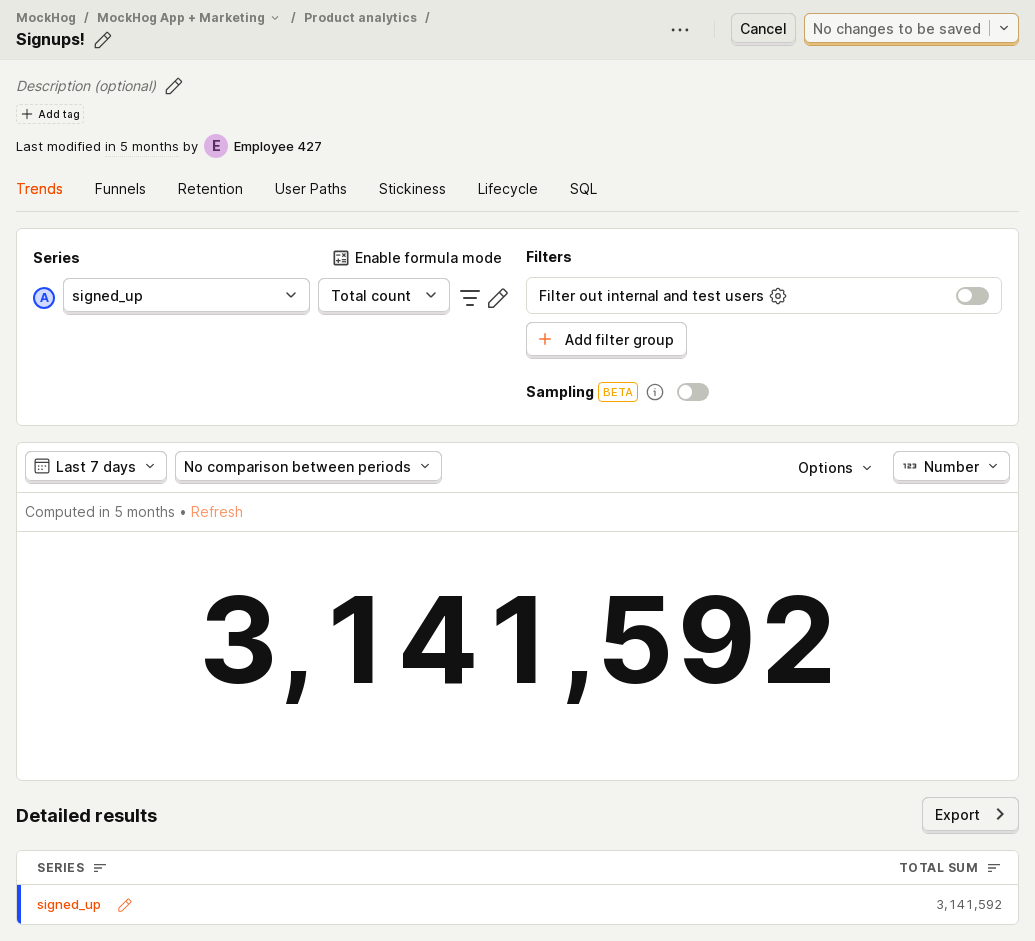 MockHog / MockHog App + Marketing / Product analytics /
Signups!
Cancel
No changes to be saved
Description (optional)
Add tag
Last modified in 5 months by E Employee 427
Trends Funnels Retention User Paths Stickiness Lifecycle SQL
Series
Enable formula mode
A signed_up
Total count
Filters
Filter out internal and test users
+ Add filter group
Sampling BETA
Last 7 days
No comparison between periods
Options
123 Number
Computed in 5 months • Refresh
3,141,592
Detailed results
Export
SERIES TOTAL SUM
signed_up 3,141,592